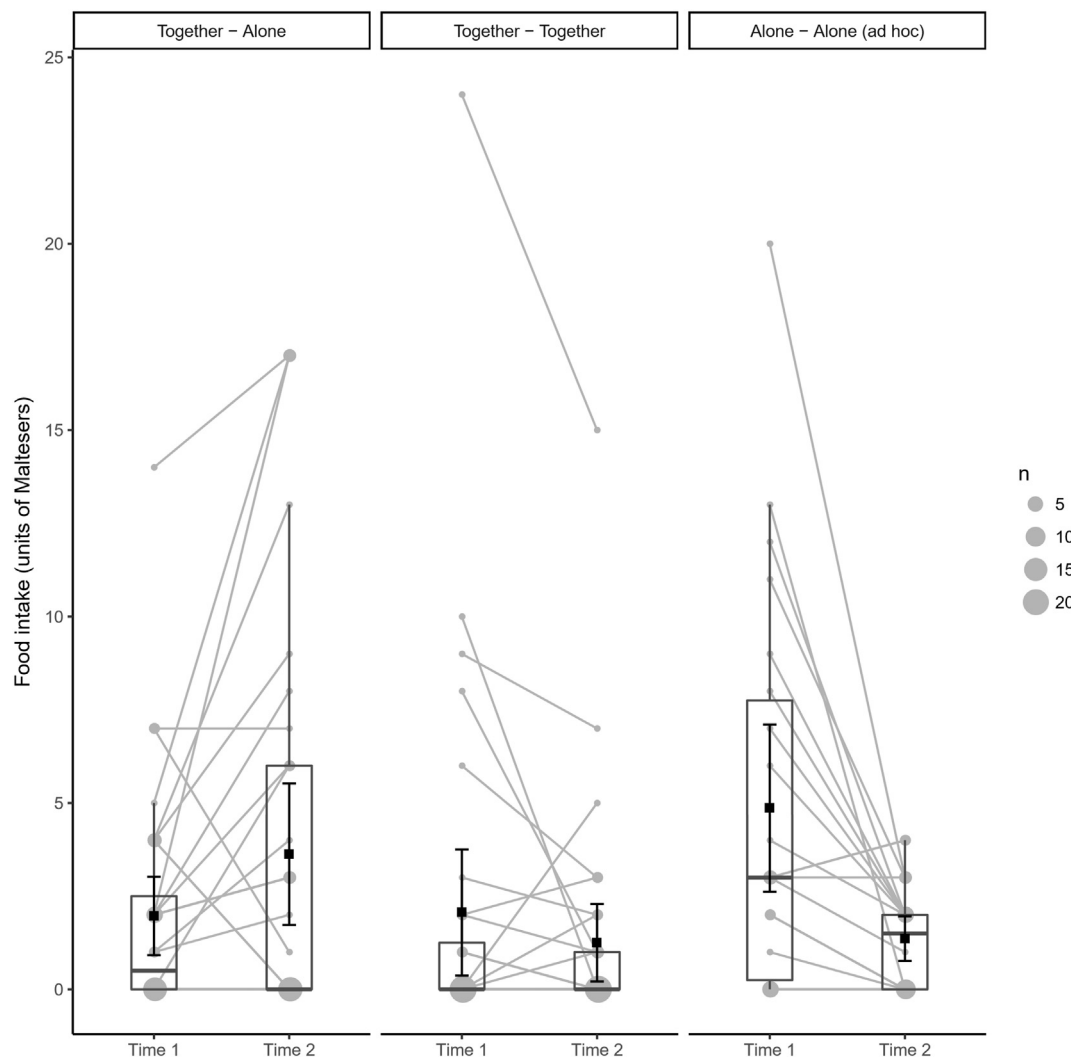 Together − Alone
Together − Together
Alone − Alone (ad hoc)
Food intake (units of Maltesers)
25
20
15
10
5
0
Time 1
Time 2
Time 1
Time 2
Time 1
Time 2
n
5
10
15
20